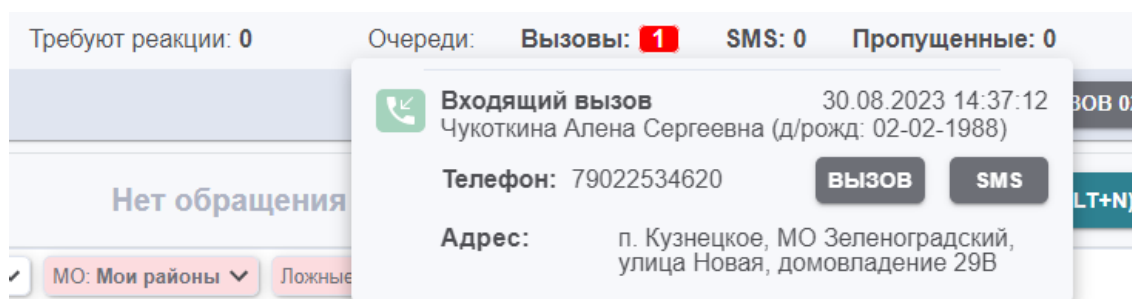 Требуют реакции: 0 Очереди: Вызовы: 1 SMS: 0 Пропущенные: 0
Входящий вызов 30.08.2023 14:37:12
Чукоткина Алена Сергеевна (д/рожд: 02-02-1988)
Телефон: 79022534620 ВЫЗОВ SMS
Нет обращения LT+N)
Адрес: п. Кузнецкое, МО Зеленоградский,
улица Новая, домовладение 29В
МО: Мои районы Ложные